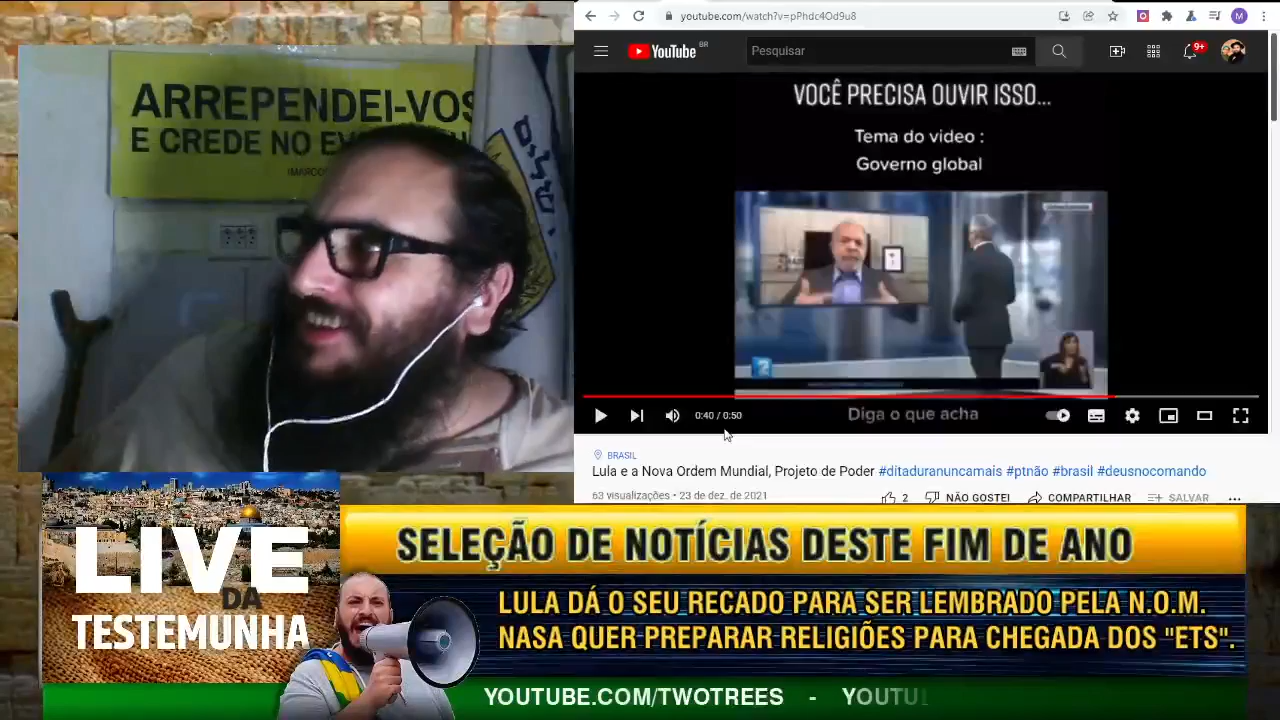 youtube.com/watch?v=pPhdc4Od9u8
M
YouTube BR
Pesquisar
9+
ARREPENDEI-VOS
E CREDE NO
VOCÊ PRECISA OUVIR ISSO...
Tema do video :
Governo global
2
0:40 / 0:50
Diga o que acha
BRASIL
Lula e a Nova Ordem Mundial, Projeto de Poder #ditaduranuncamais #ptnão #brasil #deusnocomando
63 visualizações • 23 de dez. de 2021
2 NÃO GOSTEI COMPARTILHAR SALVAR
LIVE
DA
TESTEMUNHA
SELEÇÃO DE NOTÍCIAS DESTE FIM DE ANO
LULA DÁ O SEU RECADO PARA SER LEMBRADO PELA N.O.M.
NASA QUER PREPARAR RELIGIÕES PARA CHEGADA DOS "ETS".
YOUTUBE.COM/TWOTREES - YOUTU